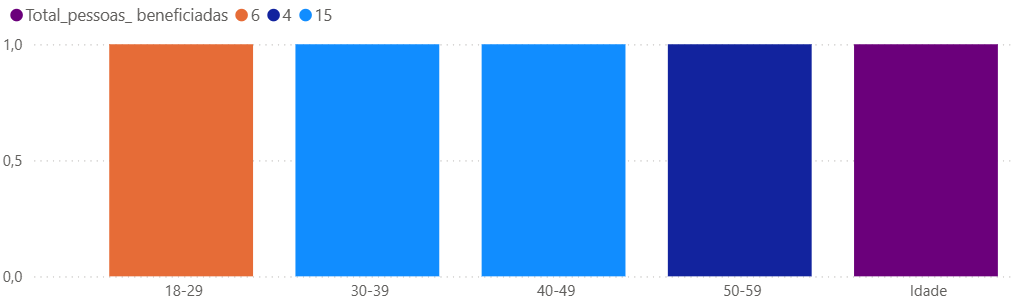 Total_pessoas_ beneficiadas 6 4 15
1,0
0,5
0,0
18-29 30-39 40-49 50-59 Idade